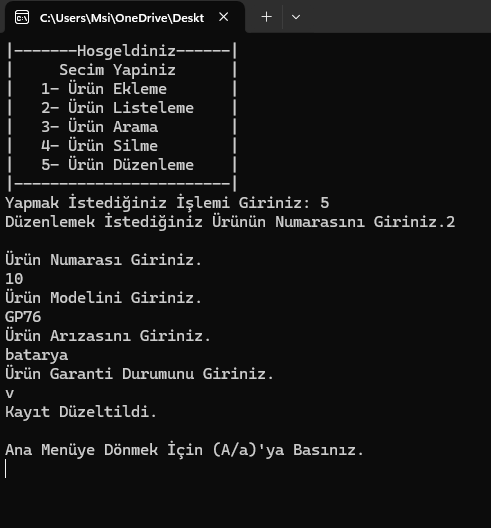 C:\Users\Msi\OneDrive\Deskt
|-------Hosgeldiniz------|
|     Secim Yapiniz      |
|   1- Ürün Ekleme       |
|   2- Ürün Listeleme    |
|   3- Ürün Arama        |
|   4- Ürün Silme        |
|   5- Ürün Düzenleme    |
|------------------------|
Yapmak İstediğiniz İşlemi Giriniz: 5
Düzenlemek İstediğiniz Ürünün Numarasını Giriniz.2
Ürün Numarası Giriniz.
10
Ürün Modelini Giriniz.
GP76
Ürün Arızasını Giriniz.
batarya
Ürün Garanti Durumunu Giriniz.
v
Kayıt Düzeltildi.
Ana Menüye Dönmek İçin (A/a)'ya Basınız.